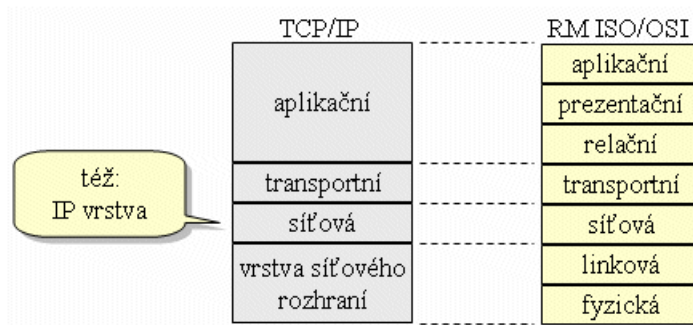 TCP/IP
RM ISO/OSI
aplikační
transportní
síťová
vrstva síťového
rozhraní
též:
IP vrstva
aplikační
prezentační
relační
transportní
síťová
linková
fyzická